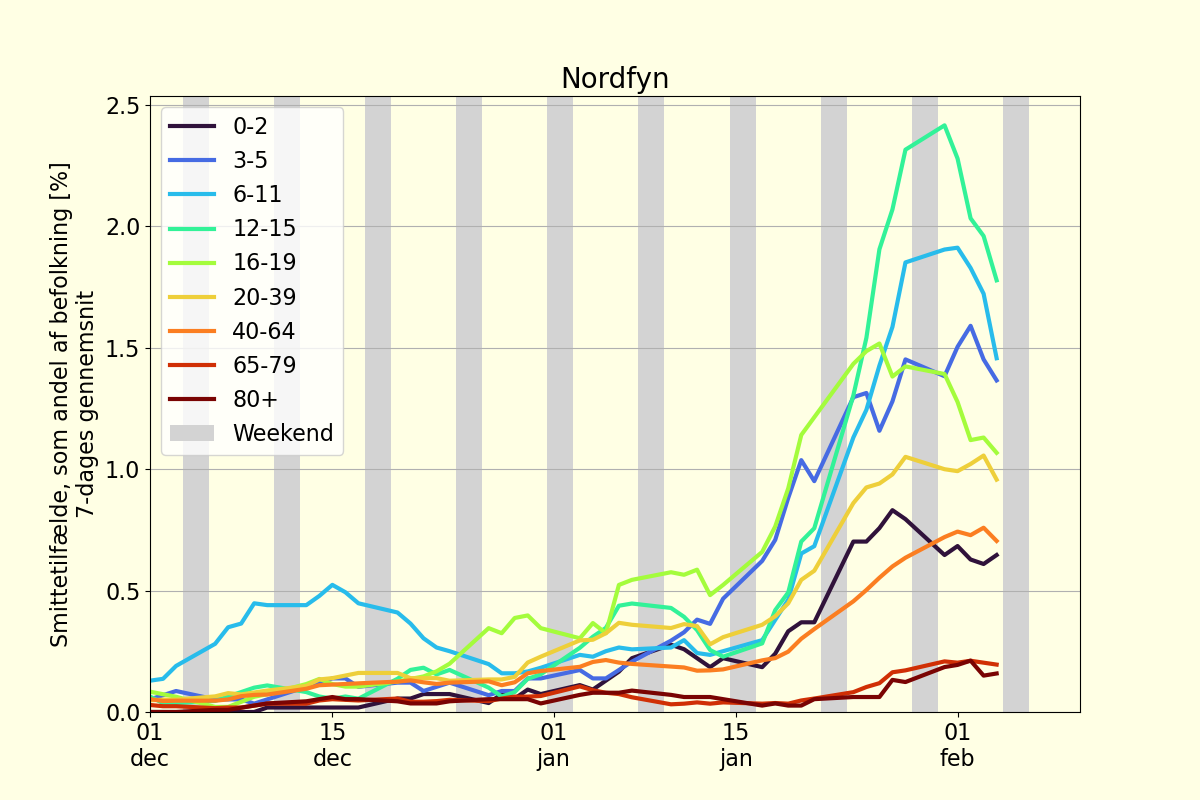 Nordfyn
Smittetilfælde, som andel af befolkning [%]
7-dages gennemsnit
2.5
2.0
1.5
1.0
0.5
0.0
0-2
3-5
6-11
12-15
16-19
20-39
40-64
65-79
80+
Weekend
01
dec
15
dec
01
jan
15
jan
01
feb